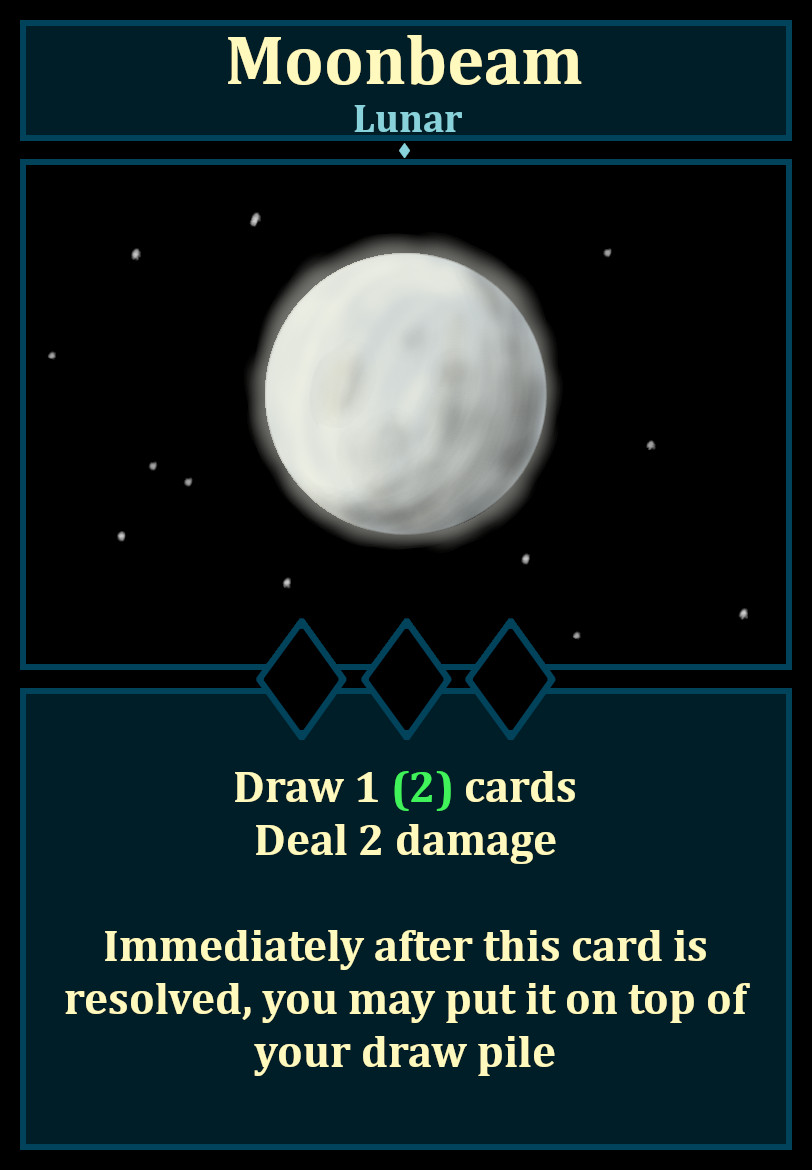 Moonbeam
Lunar
Draw 1 (2) cards
Deal 2 damage
Immediately after this card is
resolved, you may put it on top of
your draw pile